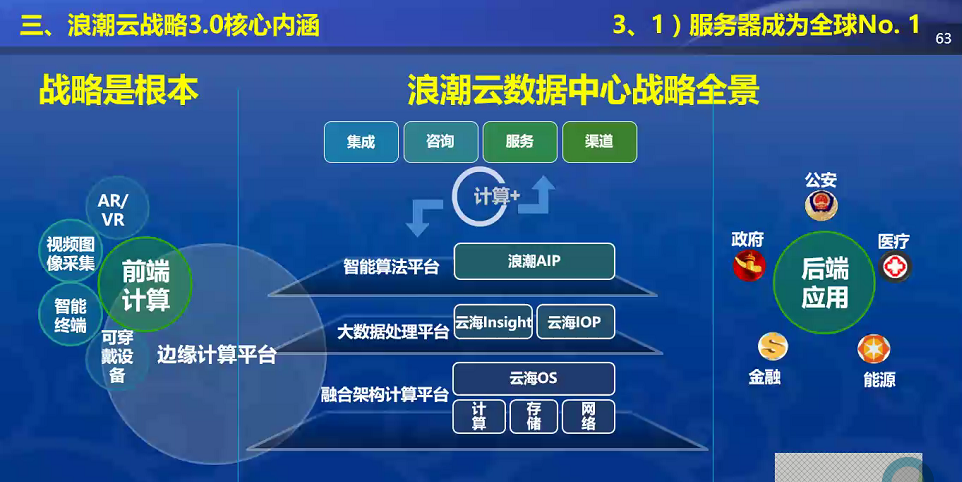 三、浪潮云战略3.0核心内涵
3、1）服务器成为全球No. 1
63
战略是根本
浪潮云数据中心战略全景
集成
咨询
服务
渠道
计算+
AR/
VR
视频图
像采集
前端
计算
智能
终端
可穿
戴设
备
边缘计算平台
智能算法平台
浪潮AIP
大数据处理平台
云海Insight
云海IOP
融合架构计算平台
云海OS
计
算
存
储
网
络
公安
政府
医疗
后端
应用
金融
能源